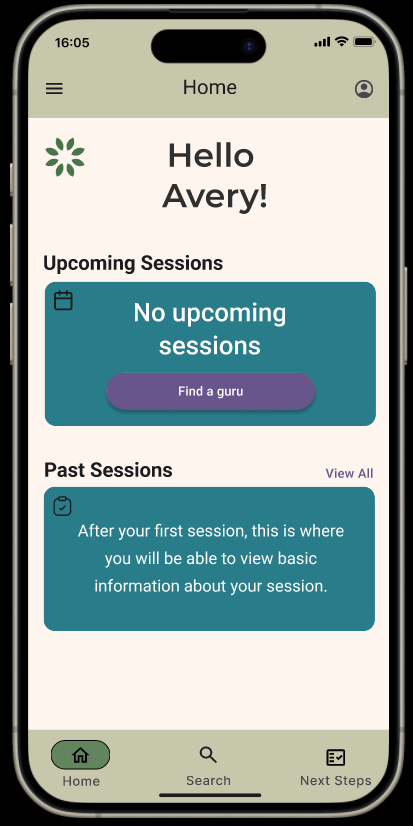 16:05
Home
Hello
Avery!
Upcoming Sessions
No upcoming
sessions
Find a guru
Past Sessions
View All
After your first session, this is where
you will be able to view basic
information about your session.
Home
Search
Next Steps